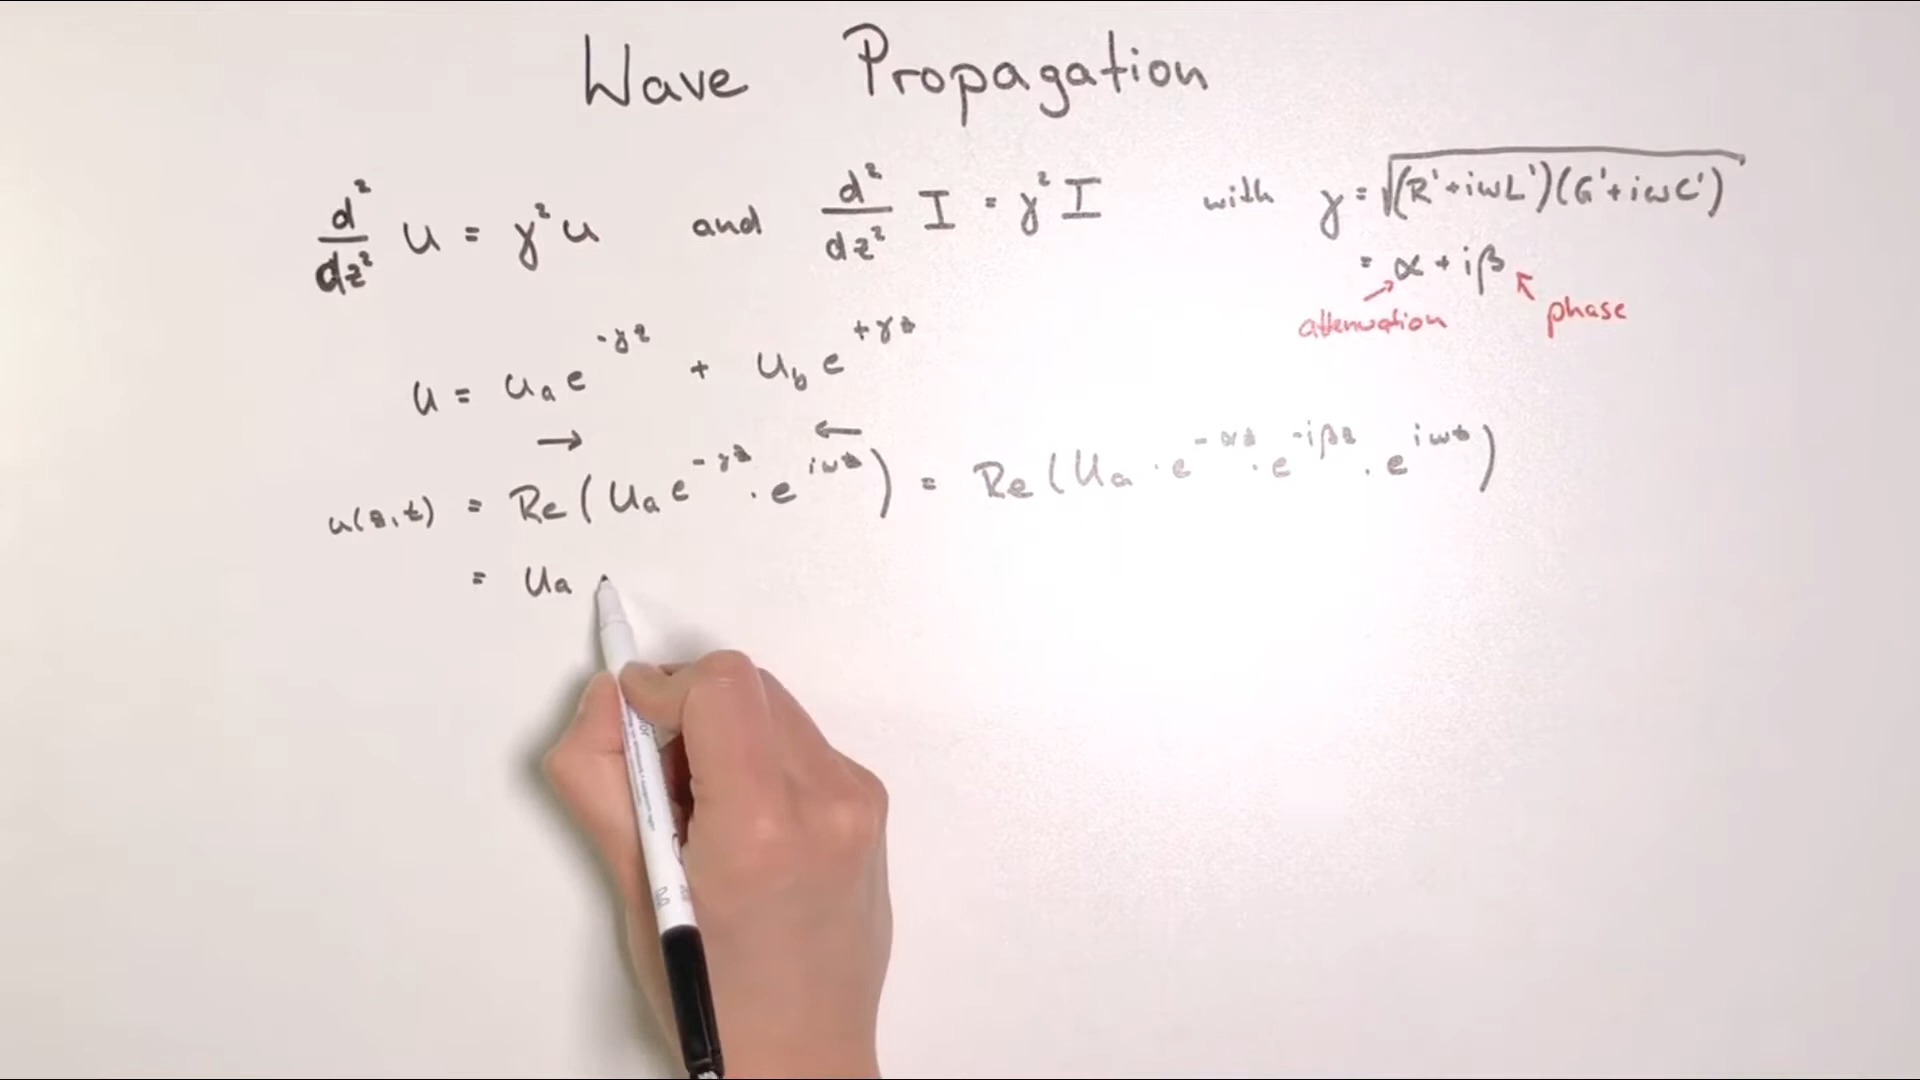 Wave Propagation
d²/dz² U = γ²U and d²/dz² I = γ² I with γ = √(R'+iωL')(G'+iωC')
= α + iβ
attenuation phase
U = Ua e^-γz + Ub e^+γz
→ ←
u(z,t) = Re(Ua e^-γz · e^iωt) = Re(Ua · e^-αz · e^-iβz · e^iωt)
= Ua